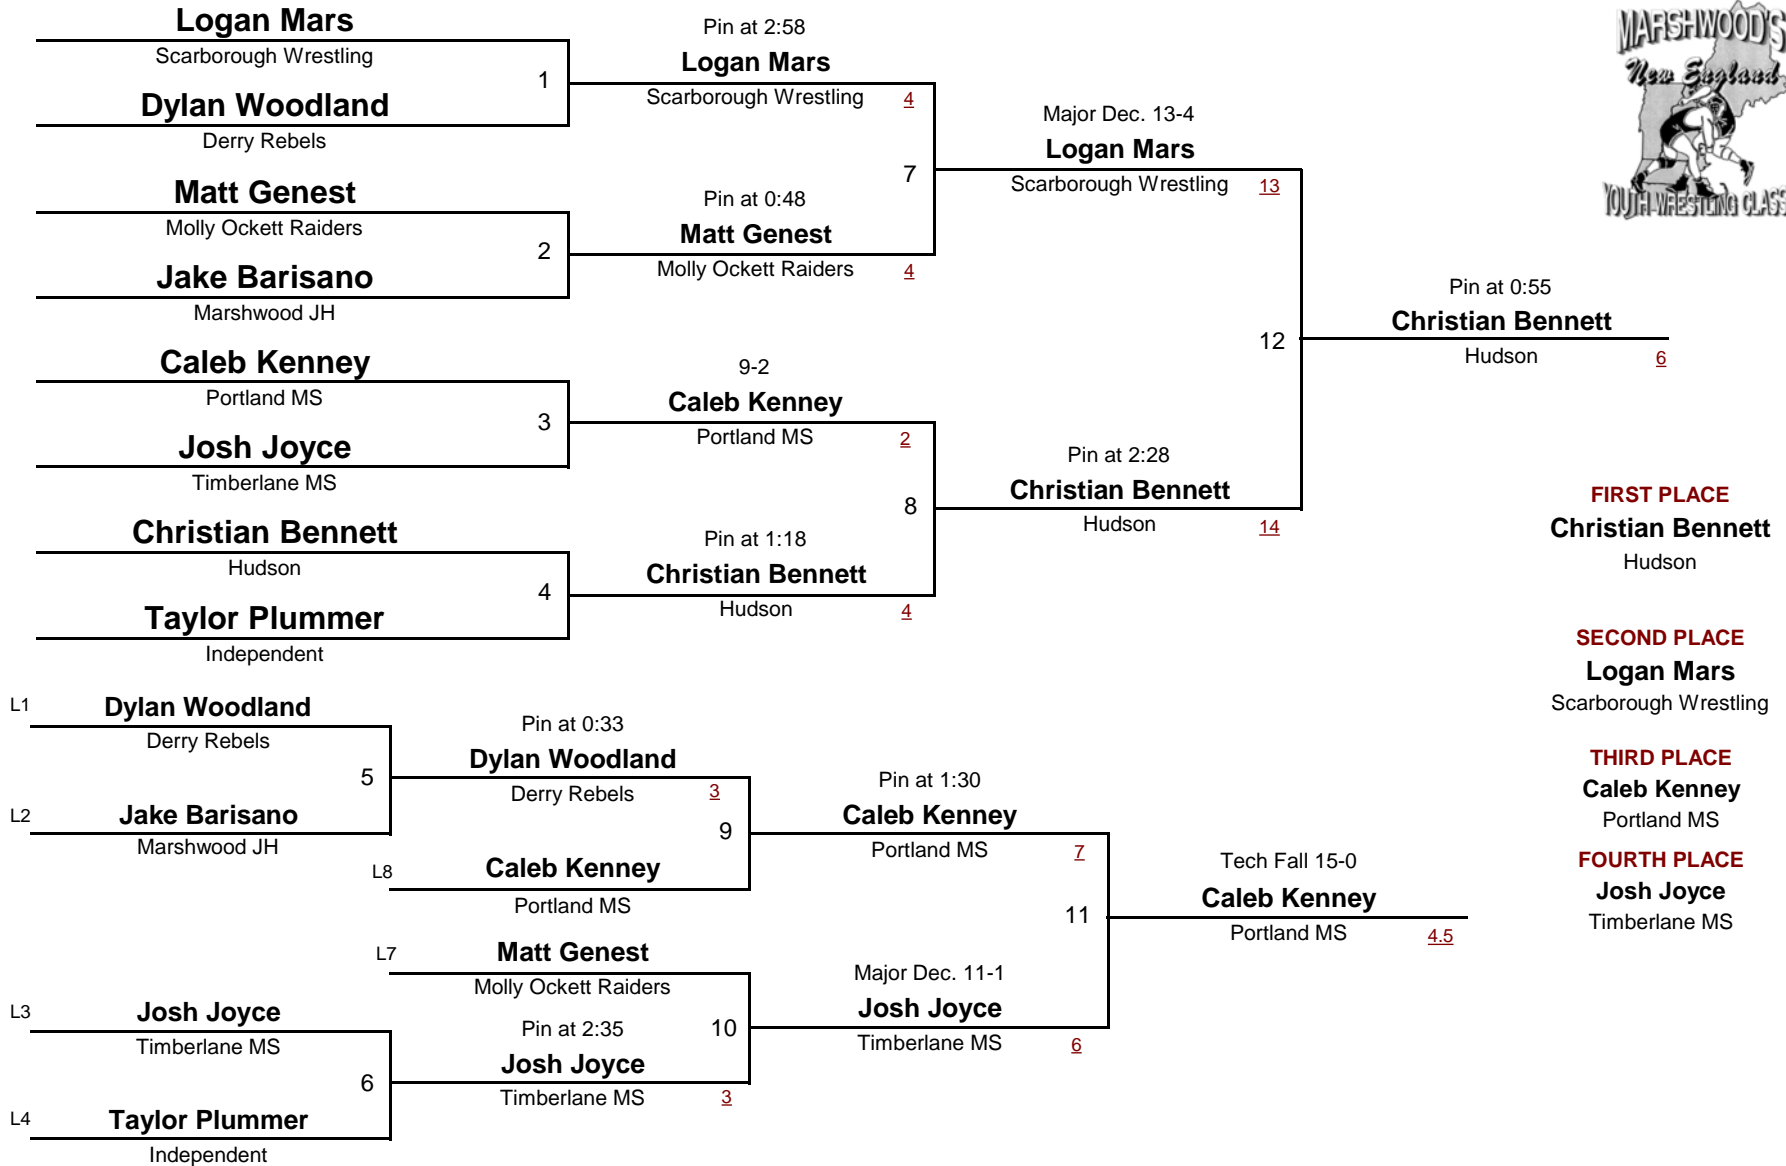 Logan Mars
Scarborough Wrestling
1
Dylan Woodland
Derry Rebels
Matt Genest
Molly Ockett Raiders
2
Jake Barisano
Marshwood JH
Caleb Kenney
Portland MS
3
Josh Joyce
Timberlane MS
Christian Bennett
Hudson
4
Taylor Plummer
Independent
Pin at 2:58
Logan Mars
Scarborough Wrestling 4
7
Pin at 0:48
Matt Genest
Molly Ockett Raiders 4
9-2
Caleb Kenney
Portland MS 2
8
Pin at 1:18
Christian Bennett
Hudson 4
Major Dec. 13-4
Logan Mars
Scarborough Wrestling 13
12
Pin at 2:28
Christian Bennett
Hudson 14
Pin at 0:55
Christian Bennett
Hudson 6
MARSHWOOD'S
New England
YOUTH WRESTLING CLASS
FIRST PLACE
Christian Bennett
Hudson
SECOND PLACE
Logan Mars
Scarborough Wrestling
THIRD PLACE
Caleb Kenney
Portland MS
FOURTH PLACE
Josh Joyce
Timberlane MS
L1 Dylan Woodland
Derry Rebels
5
L2 Jake Barisano
Marshwood JH
L3 Josh Joyce
Timberlane MS
6
L4 Taylor Plummer
Independent
Pin at 0:33
Dylan Woodland
Derry Rebels 3
9
L8 Caleb Kenney
Portland MS
L7 Matt Genest
Molly Ockett Raiders
Pin at 2:35 10
Josh Joyce
Timberlane MS 3
Pin at 1:30
Caleb Kenney
Portland MS 7
11
Major Dec. 11-1
Josh Joyce
Timberlane MS 6
Tech Fall 15-0
Caleb Kenney
Portland MS 4.5